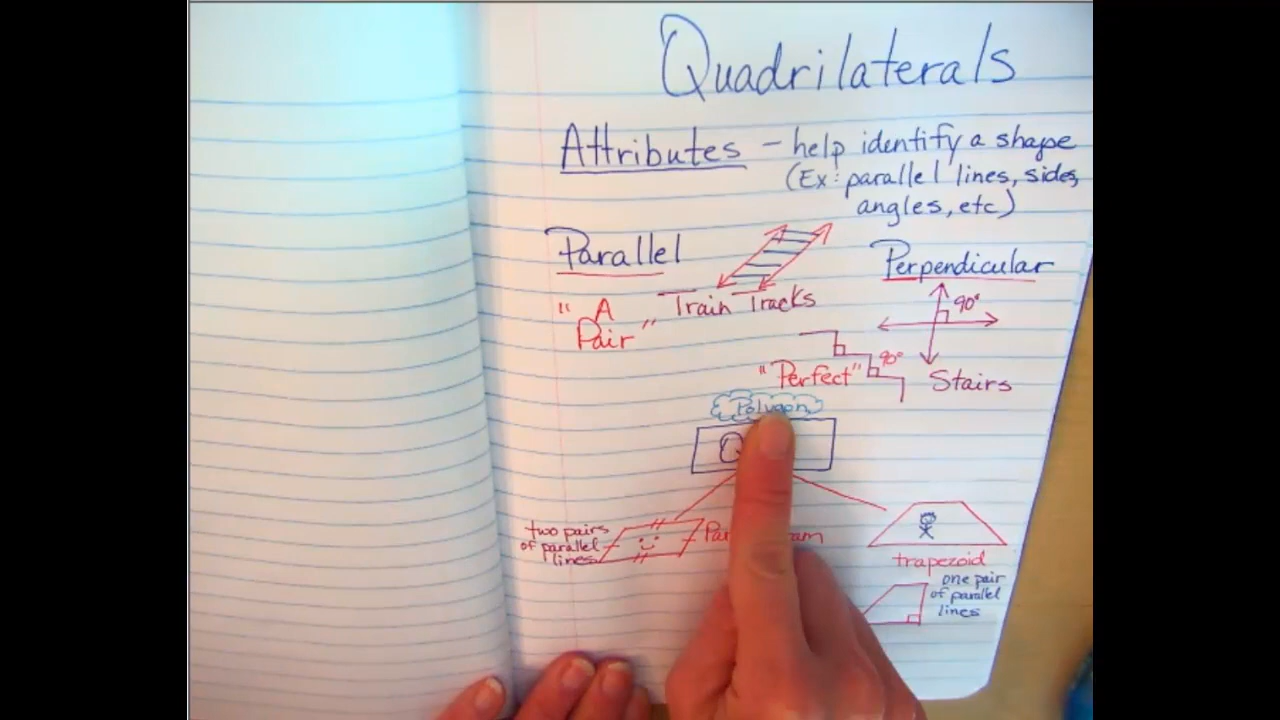 Quadrilaterals
Attributes - help identify a shape
(Ex: parallel lines, sides,
angles, etc)
Parallel
"A
Pair"
Train Tracks
Perpendicular
90°
90°
"Perfect"
Stairs
Polygon
Q
two pairs
of parallel
lines
trapezoid
one pair
of parallel
lines